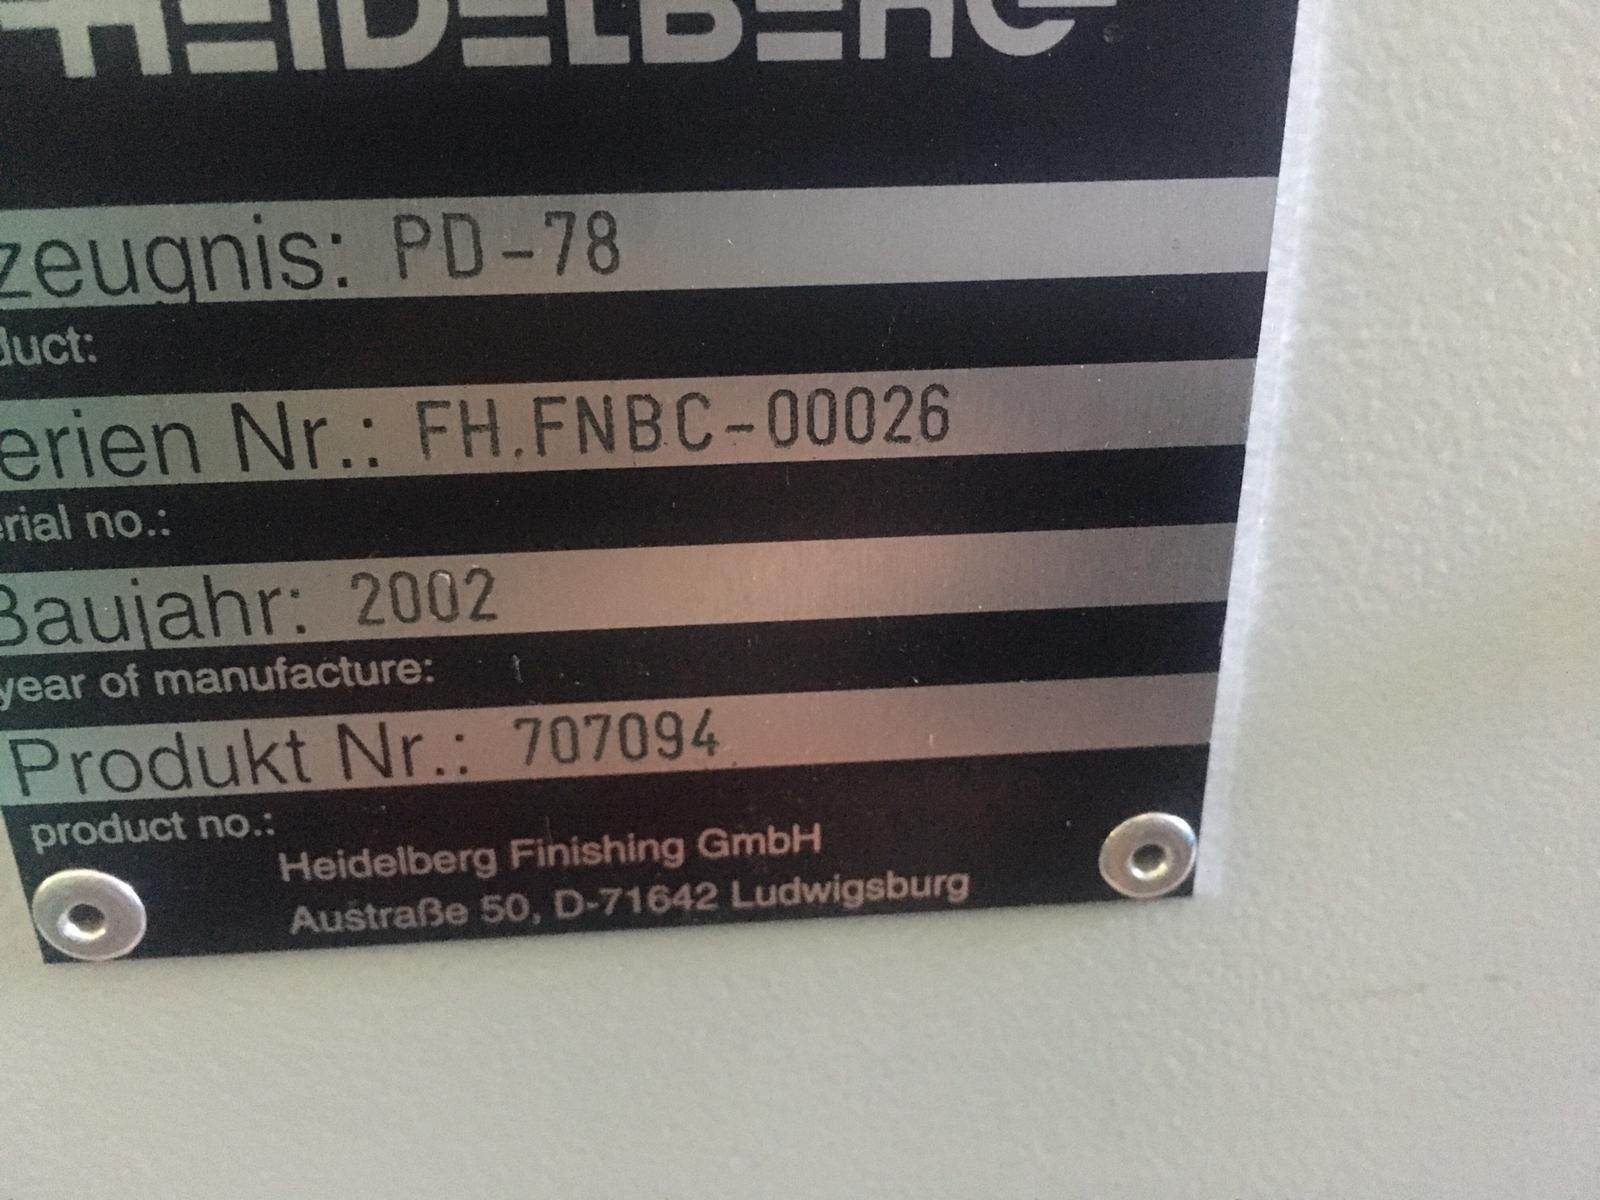 HEIDELBERG
zeugnis: PD-78
duct:
erien Nr.: FH.FNBC-00026
erial no.:
Baujahr: 2002
year of manufacture:
Produkt Nr.: 707094
product no.:
Heidelberg Finishing GmbH
Austraße 50, D-71642 Ludwigsburg